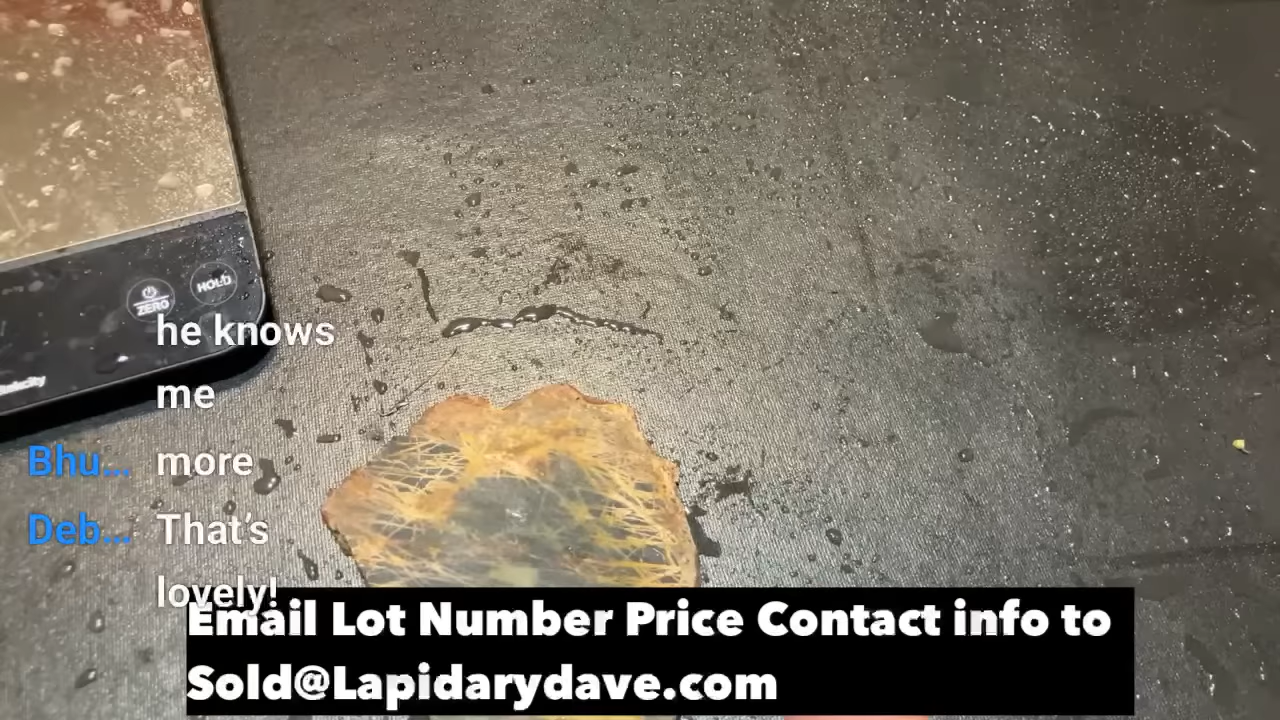 HOLD
ZERO
he knows
me
Bhu... more
Deb... That's
lovely!
Email Lot Number Price Contact info to
Sold@Lapidarydave.com